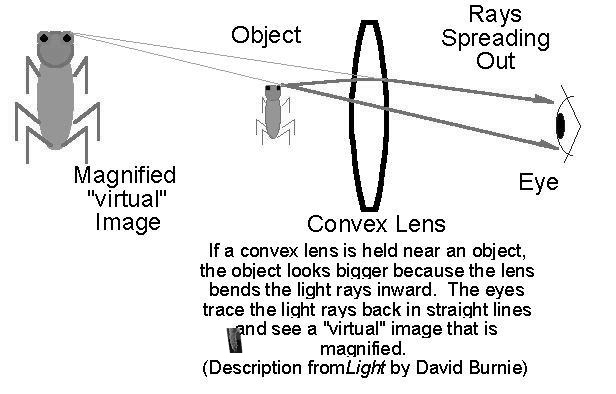 Object
Rays
Spreading
Out
Magnified
"virtual"
Image
Eye
Convex Lens
If a convex lens is held near an object,
the object looks bigger because the lens
bends the light rays inward. The eyes
trace the light rays back in straight lines
and see a "virtual" image that is
magnified.
(Description from Light by David Burnie)